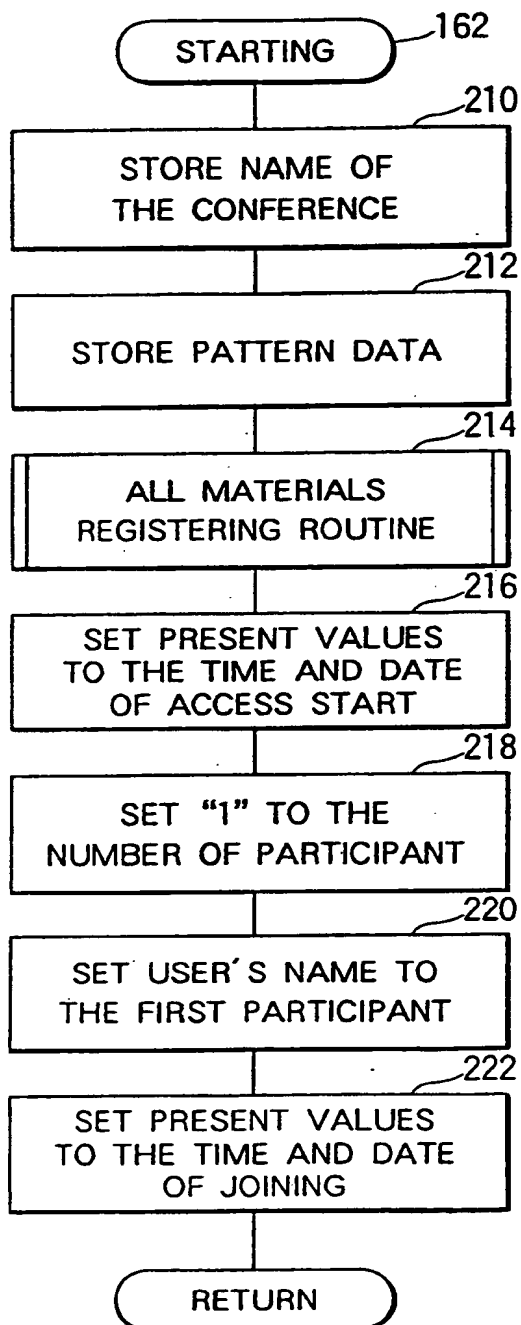 STARTING
162
210
STORE NAME OF
THE CONFERENCE
212
STORE PATTERN DATA
214
ALL MATERIALS
REGISTERING ROUTINE
216
SET PRESENT VALUES
TO THE TIME AND DATE
OF ACCESS START
218
SET “1” TO THE
NUMBER OF PARTICIPANT
220
SET USER'S NAME TO
THE FIRST PARTICIPANT
222
SET PRESENT VALUES
TO THE TIME AND DATE
OF JOINING
RETURN